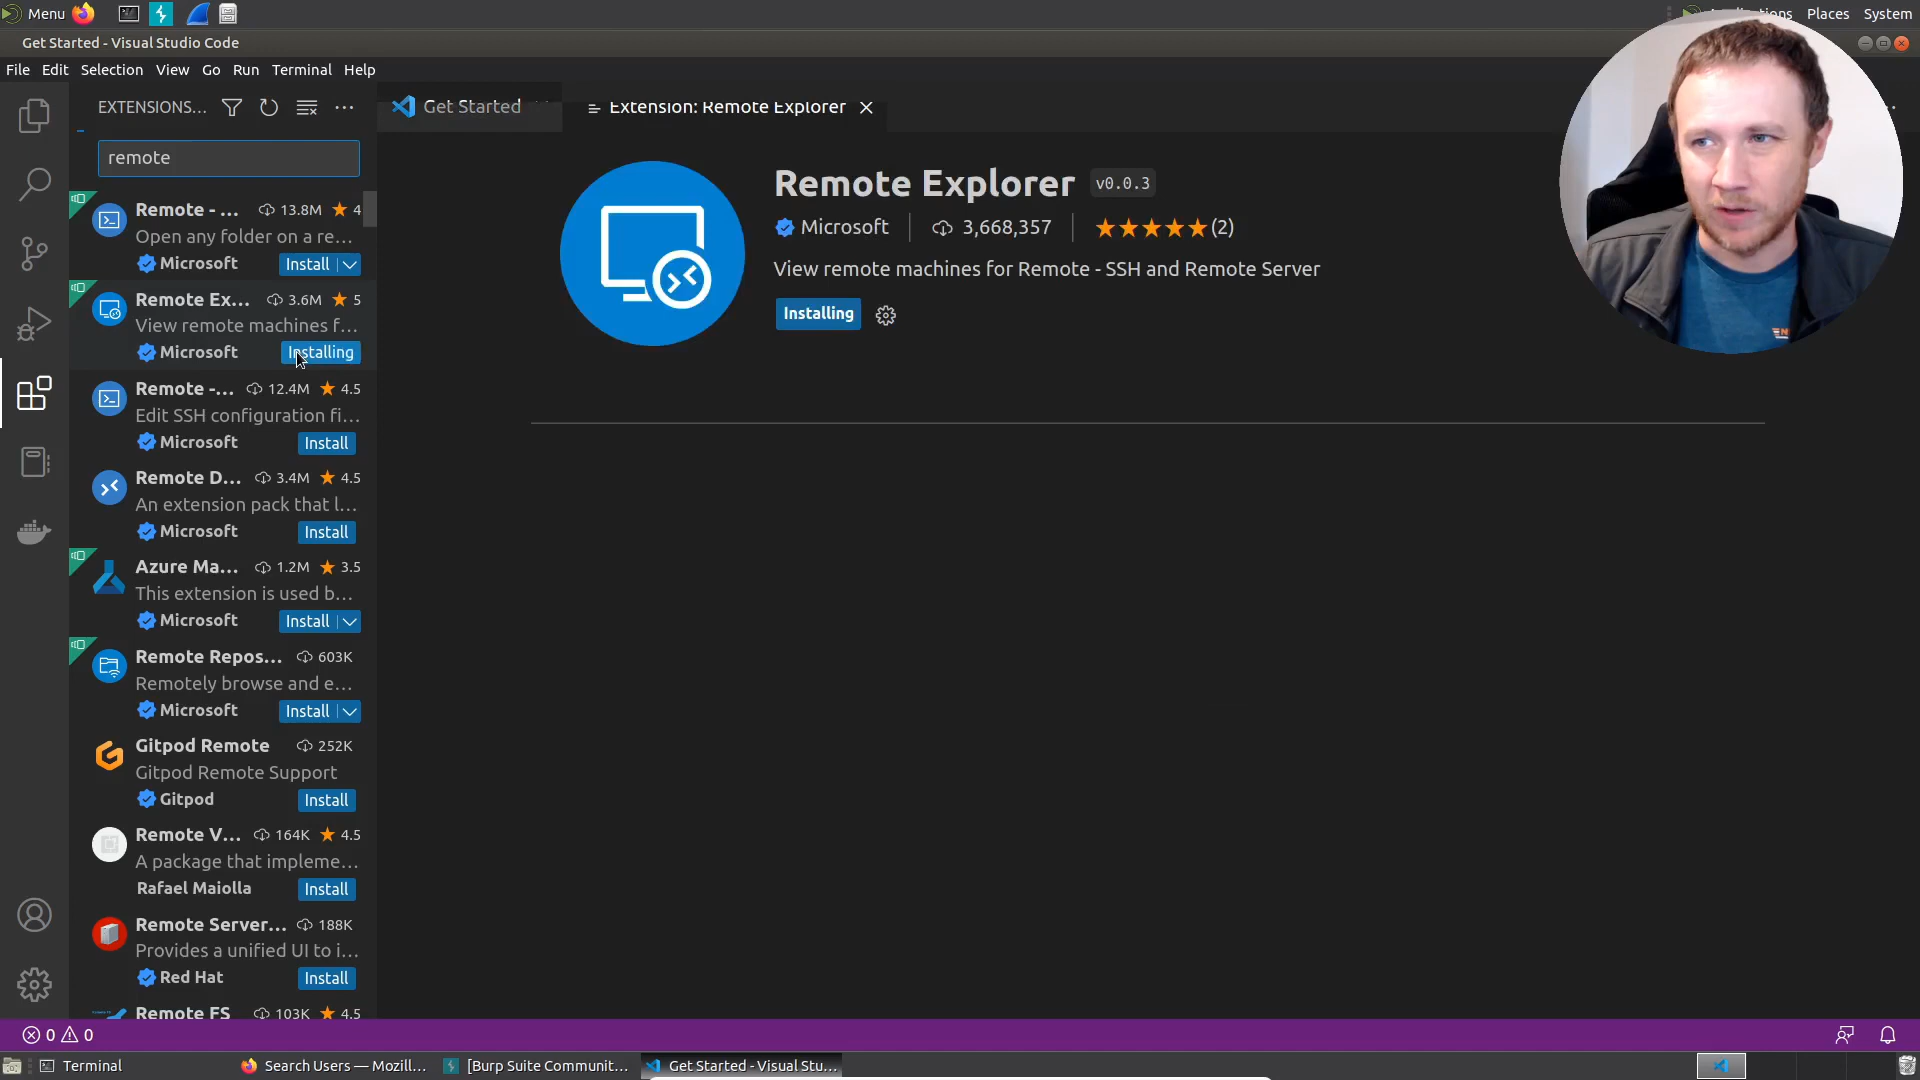 Menu
Applications Places System
Get Started - Visual Studio Code
File Edit Selection View Go Run Terminal Help
EXTENSIONS...
Get Started
Extension: Remote Explorer
remote
Remote - ... 13.8M 4
Open any folder on a re...
Microsoft Install
Remote Ex... 3.6M 5
View remote machines f...
Microsoft Installing
Remote -... 12.4M 4.5
Edit SSH configuration fi...
Microsoft Install
Remote D... 3.4M 4.5
An extension pack that l...
Microsoft Install
Azure Ma... 1.2M 3.5
This extension is used b...
Microsoft Install
Remote Repos... 603K
Remotely browse and e...
Microsoft Install
Gitpod Remote 252K
Gitpod Remote Support
Gitpod Install
Remote V... 164K 4.5
A package that impleme...
Rafael Maiolla Install
Remote Server... 188K
Provides a unified UI to i...
Red Hat Install
Remote FS 103K 4.5
Remote Explorer v0.0.3
Microsoft 3,668,357 (2)
View remote machines for Remote - SSH and Remote Server
Installing
0 0
Terminal
Search Users — Mozill...
[Burp Suite Communit...
Get Started - Visual Stu...